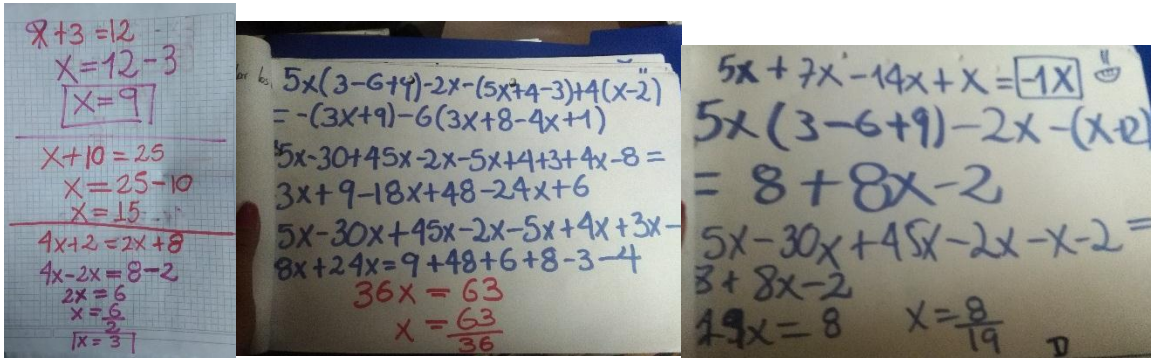 x+3=12
x=12-3
x=9
x+10=25
x=25-10
x=15
4x+2=2x+8
4x-2x=8-2
2x=6
x=6/2
x=3
5x(3-6+9)-2x-(5x+4-3)+4(x-2)
=-(3x+9)-6(3x+8-4x+1)
5x-30+45x-2x-5x+4+3+4x-8=
3x+9-18x+48-24x+6
5x-30x+45x-2x-5x+4x+3x-
8x+24x=9+48+6+8-3-4
36x=63
x=63/36
5x+7x-14x+x=-1x
5x(3-6+9)-2x-(x+2)
=8+8x-2
5x-30x+45x-2x-x-2=
8+8x-2
19x=8 x=8/19